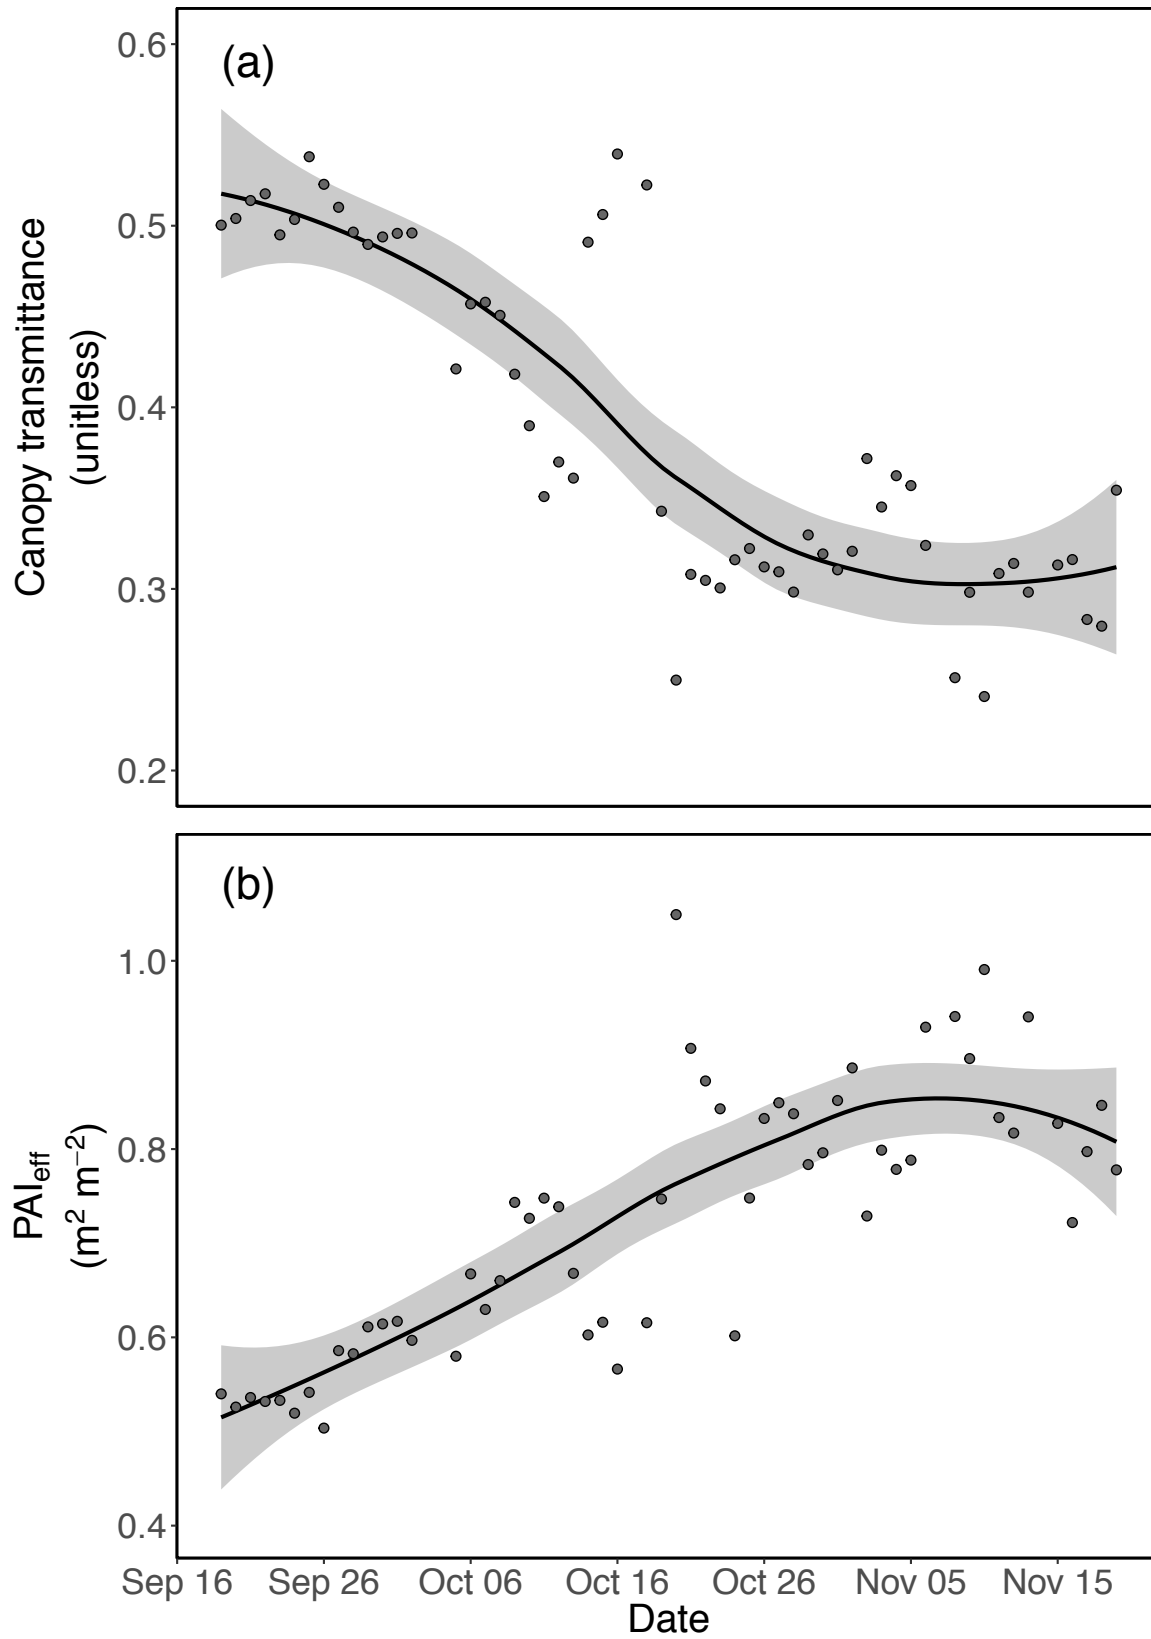 (a)
0.6
0.5
0.4
0.3
0.2
Canopy transmittance
(unitless)
(b)
1.0
0.8
0.6
0.4
PAIeff
(m² m⁻²)
Sep 16 Sep 26 Oct 06 Oct 16 Oct 26 Nov 05 Nov 15
Date